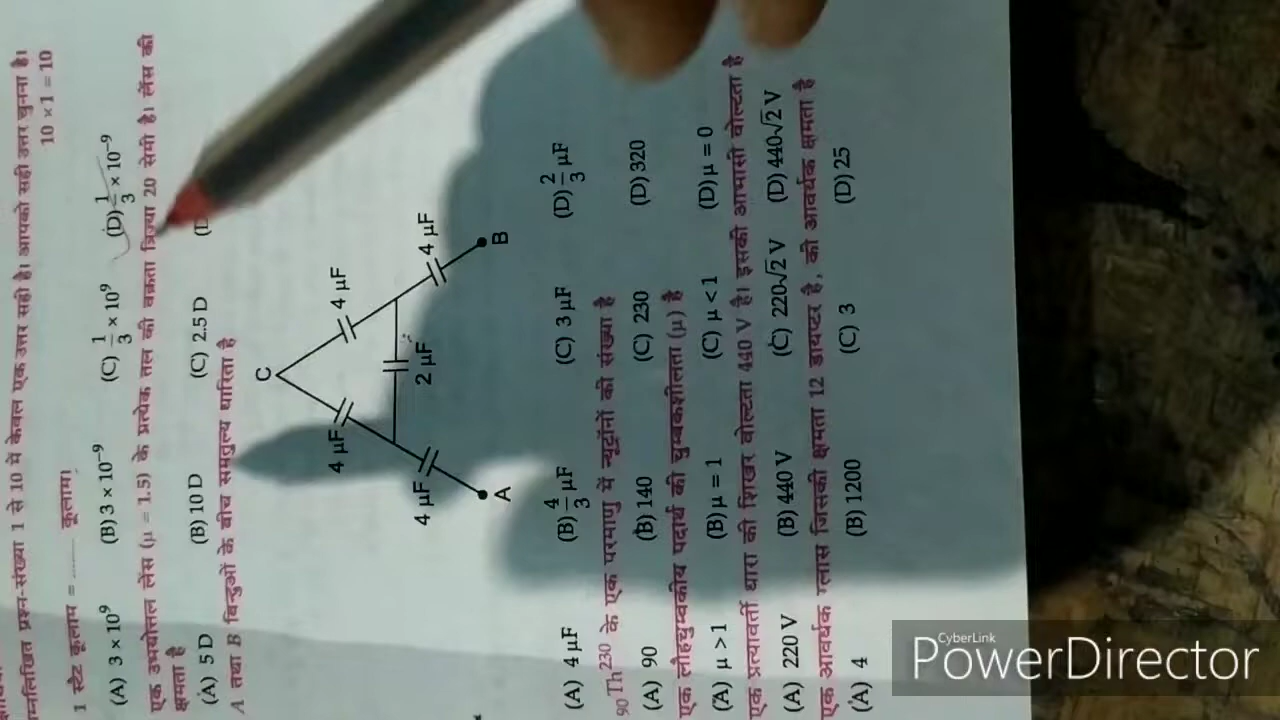 म्नलिखित प्रश्न-संख्या 1 से 10 में केवल एक उत्तर सही है। आपको सही उत्तर चुनना है।
10 × 1 = 10
1 स्टैट कूलाम = ...... कूलाम।
(A) 3 × 10⁹ (B) 3 × 10⁻⁹ (C) 1/3 × 10⁹ (D) 1/3 × 10⁻⁹
एक उभयोत्तल लेंस (μ = 1.5) के प्रत्येक तल की वक्रता त्रिज्या 20 सेमी है। लेंस की
क्षमता है
(A) 5 D (B) 10 D (C) 2.5 D
A तथा B बिन्दुओं के बीच समतुल्य धारिता है
C
4 μF 4 μF
2 μF
4 μF 4 μF
A B
(A) 4 μF (B) 4/3 μF (C) 3 μF (D) 2/3 μF
₉₀Th²³⁰ के एक परमाणु में न्यूट्रॉनों की संख्या है
(A) 90 (B) 140 (C) 230 (D) 320
एक लौहचुम्बकीय पदार्थ की चुम्बकशीलता (μ) है
(A) μ > 1 (B) μ = 1 (C) μ < 1 (D) μ = 0
एक प्रत्यावर्ती धारा की शिखर वोल्टता 440 V है। इसकी आभासी वोल्टता है
(A) 220 V (B) 440 V (C) 220√2 V (D) 440√2 V
एक आवर्धक ग्लास जिसकी क्षमता 12 डायप्टर है, की आवर्धक क्षमता है
(A) 4 (B) 1200 (C) 3 (D) 25
CyberLink
PowerDirector